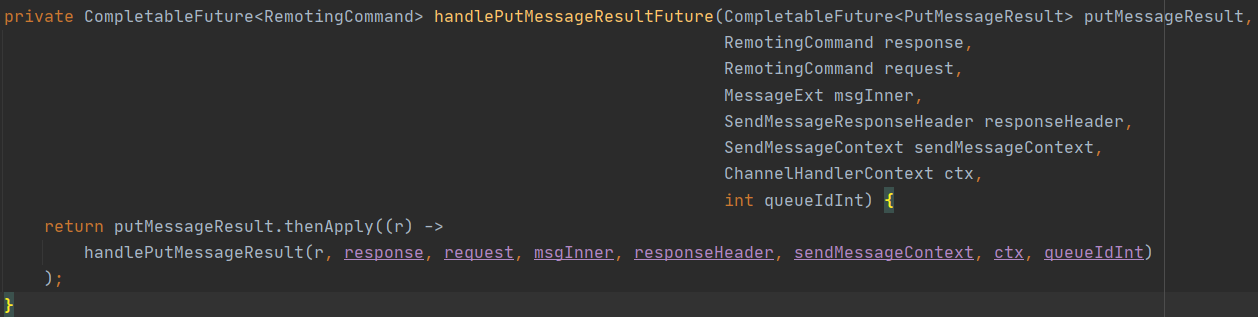 private CompletableFuture<RemotingCommand> handlePutMessageResultFuture(CompletableFuture<PutMessageResult> putMessageResult,
RemotingCommand response,
RemotingCommand request,
MessageExt msgInner,
SendMessageResponseHeader responseHeader,
SendMessageContext sendMessageContext,
ChannelHandlerContext ctx,
int queueIdInt) {
return putMessageResult.thenApply((r) ->
handlePutMessageResult(r, response, request, msgInner, responseHeader, sendMessageContext, ctx, queueIdInt)
);
}